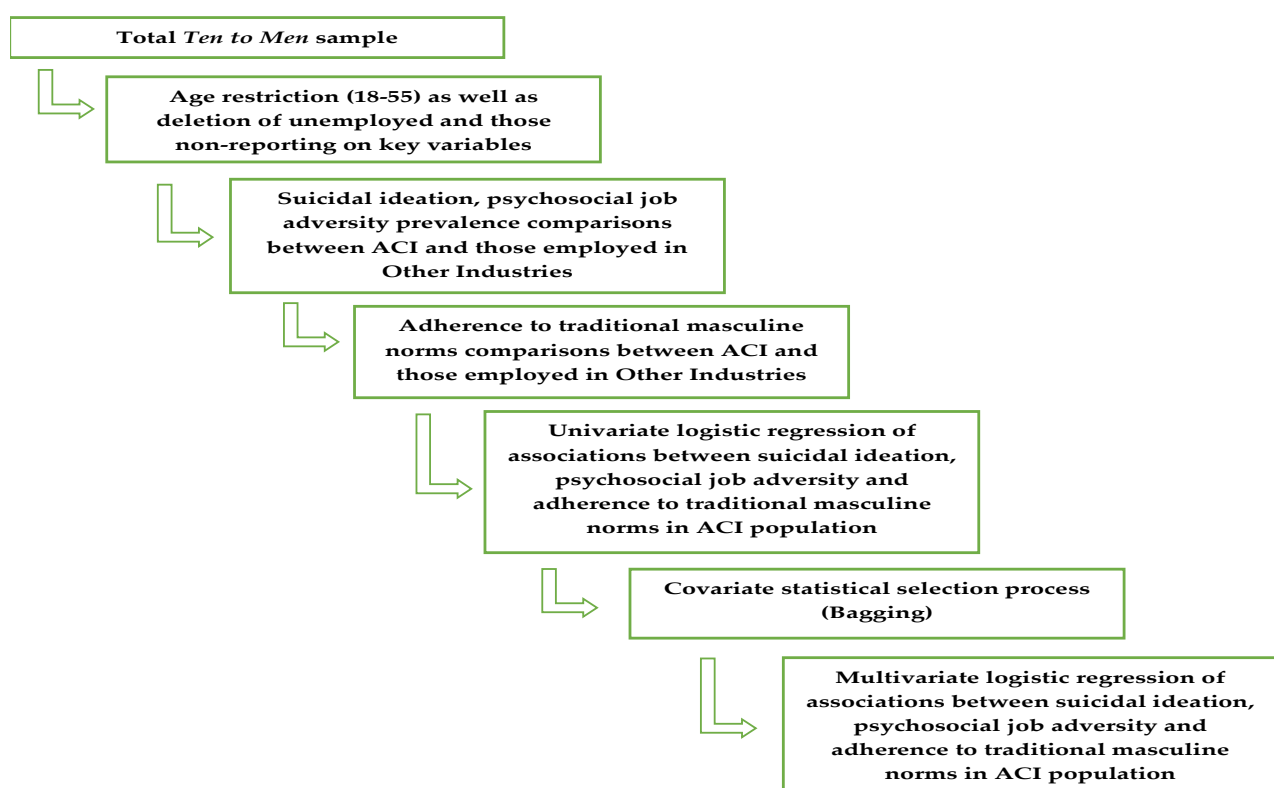 Total Ten to Men sample
Age restriction (18-55) as well as
deletion of unemployed and those
non-reporting on key variables
Suicidal ideation, psychosocial job
adversity prevalence comparisons
between ACI and those employed in
Other Industries
Adherence to traditional masculine
norms comparisons between ACI and
those employed in Other Industries
Univariate logistic regression of
associations between suicidal ideation,
psychosocial job adversity and
adherence to traditional masculine
norms in ACI population
Covariate statistical selection process
(Bagging)
Multivariate logistic regression of
associations between suicidal ideation,
psychosocial job adversity and
adherence to traditional masculine
norms in ACI population